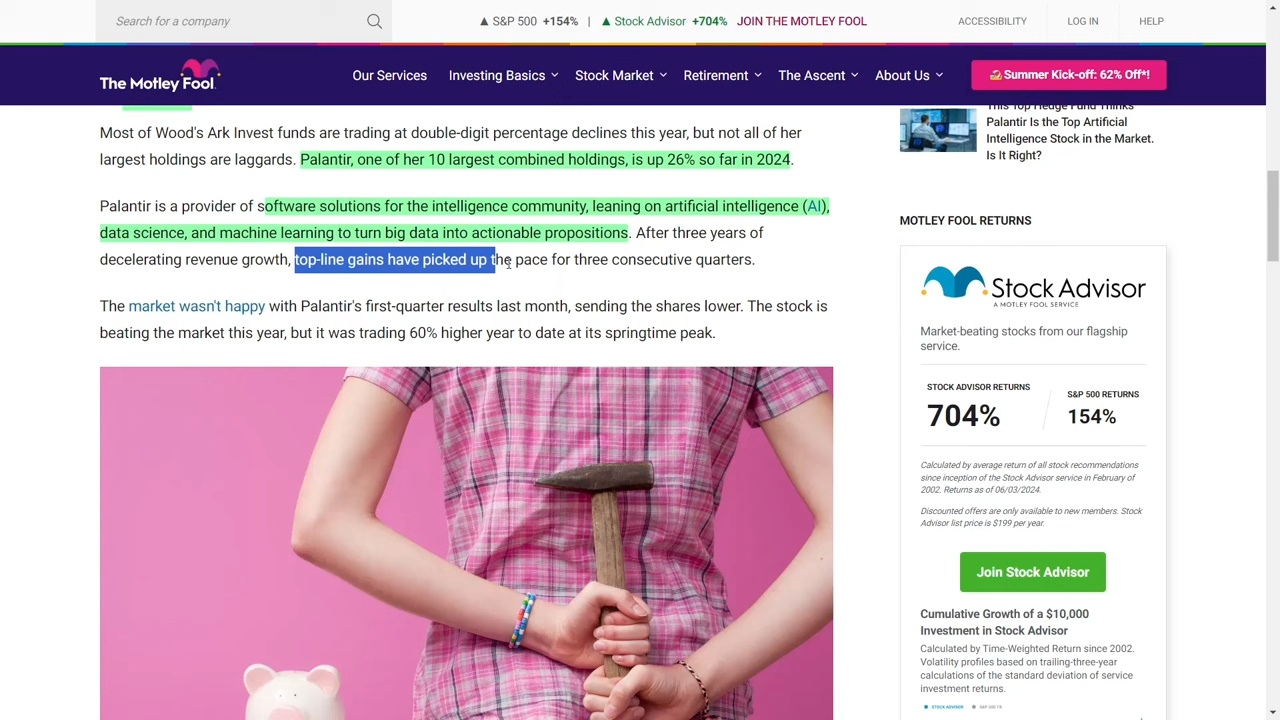 Search for a company
▲ S&P 500 +154% | ▲ Stock Advisor +704% JOIN THE MOTLEY FOOL
ACCESSIBILITY LOG IN HELP
The Motley Fool.
Our Services Investing Basics Stock Market Retirement The Ascent About Us
Summer Kick-off: 62% Off*!
Most of Wood's Ark Invest funds are trading at double-digit percentage declines this year, but not all of her
largest holdings are laggards. Palantir, one of her 10 largest combined holdings, is up 26% so far in 2024.
Palantir is a provider of software solutions for the intelligence community, leaning on artificial intelligence (AI),
data science, and machine learning to turn big data into actionable propositions. After three years of
decelerating revenue growth, top-line gains have picked up the pace for three consecutive quarters.
The market wasn't happy with Palantir's first-quarter results last month, sending the shares lower. The stock is
beating the market this year, but it was trading 60% higher year to date at its springtime peak.
This Top Hedge Fund Thinks
Palantir Is the Top Artificial
Intelligence Stock in the Market.
Is It Right?
MOTLEY FOOL RETURNS
Stock Advisor
A MOTLEY FOOL SERVICE
Market-beating stocks from our flagship
service.
STOCK ADVISOR RETURNS
704%
S&P 500 RETURNS
154%
Calculated by average return of all stock recommendations
since inception of the Stock Advisor service in February of
2002. Returns as of 06/03/2024.
Discounted offers are only available to new members. Stock
Advisor list price is $199 per year.
Join Stock Advisor
Cumulative Growth of a $10,000
Investment in Stock Advisor
Calculated by Time-Weighted Return since 2002.
Volatility profiles based on trailing-three-year
calculations of the standard deviation of service
investment returns.
STOCK ADVISOR S&P 500 TR